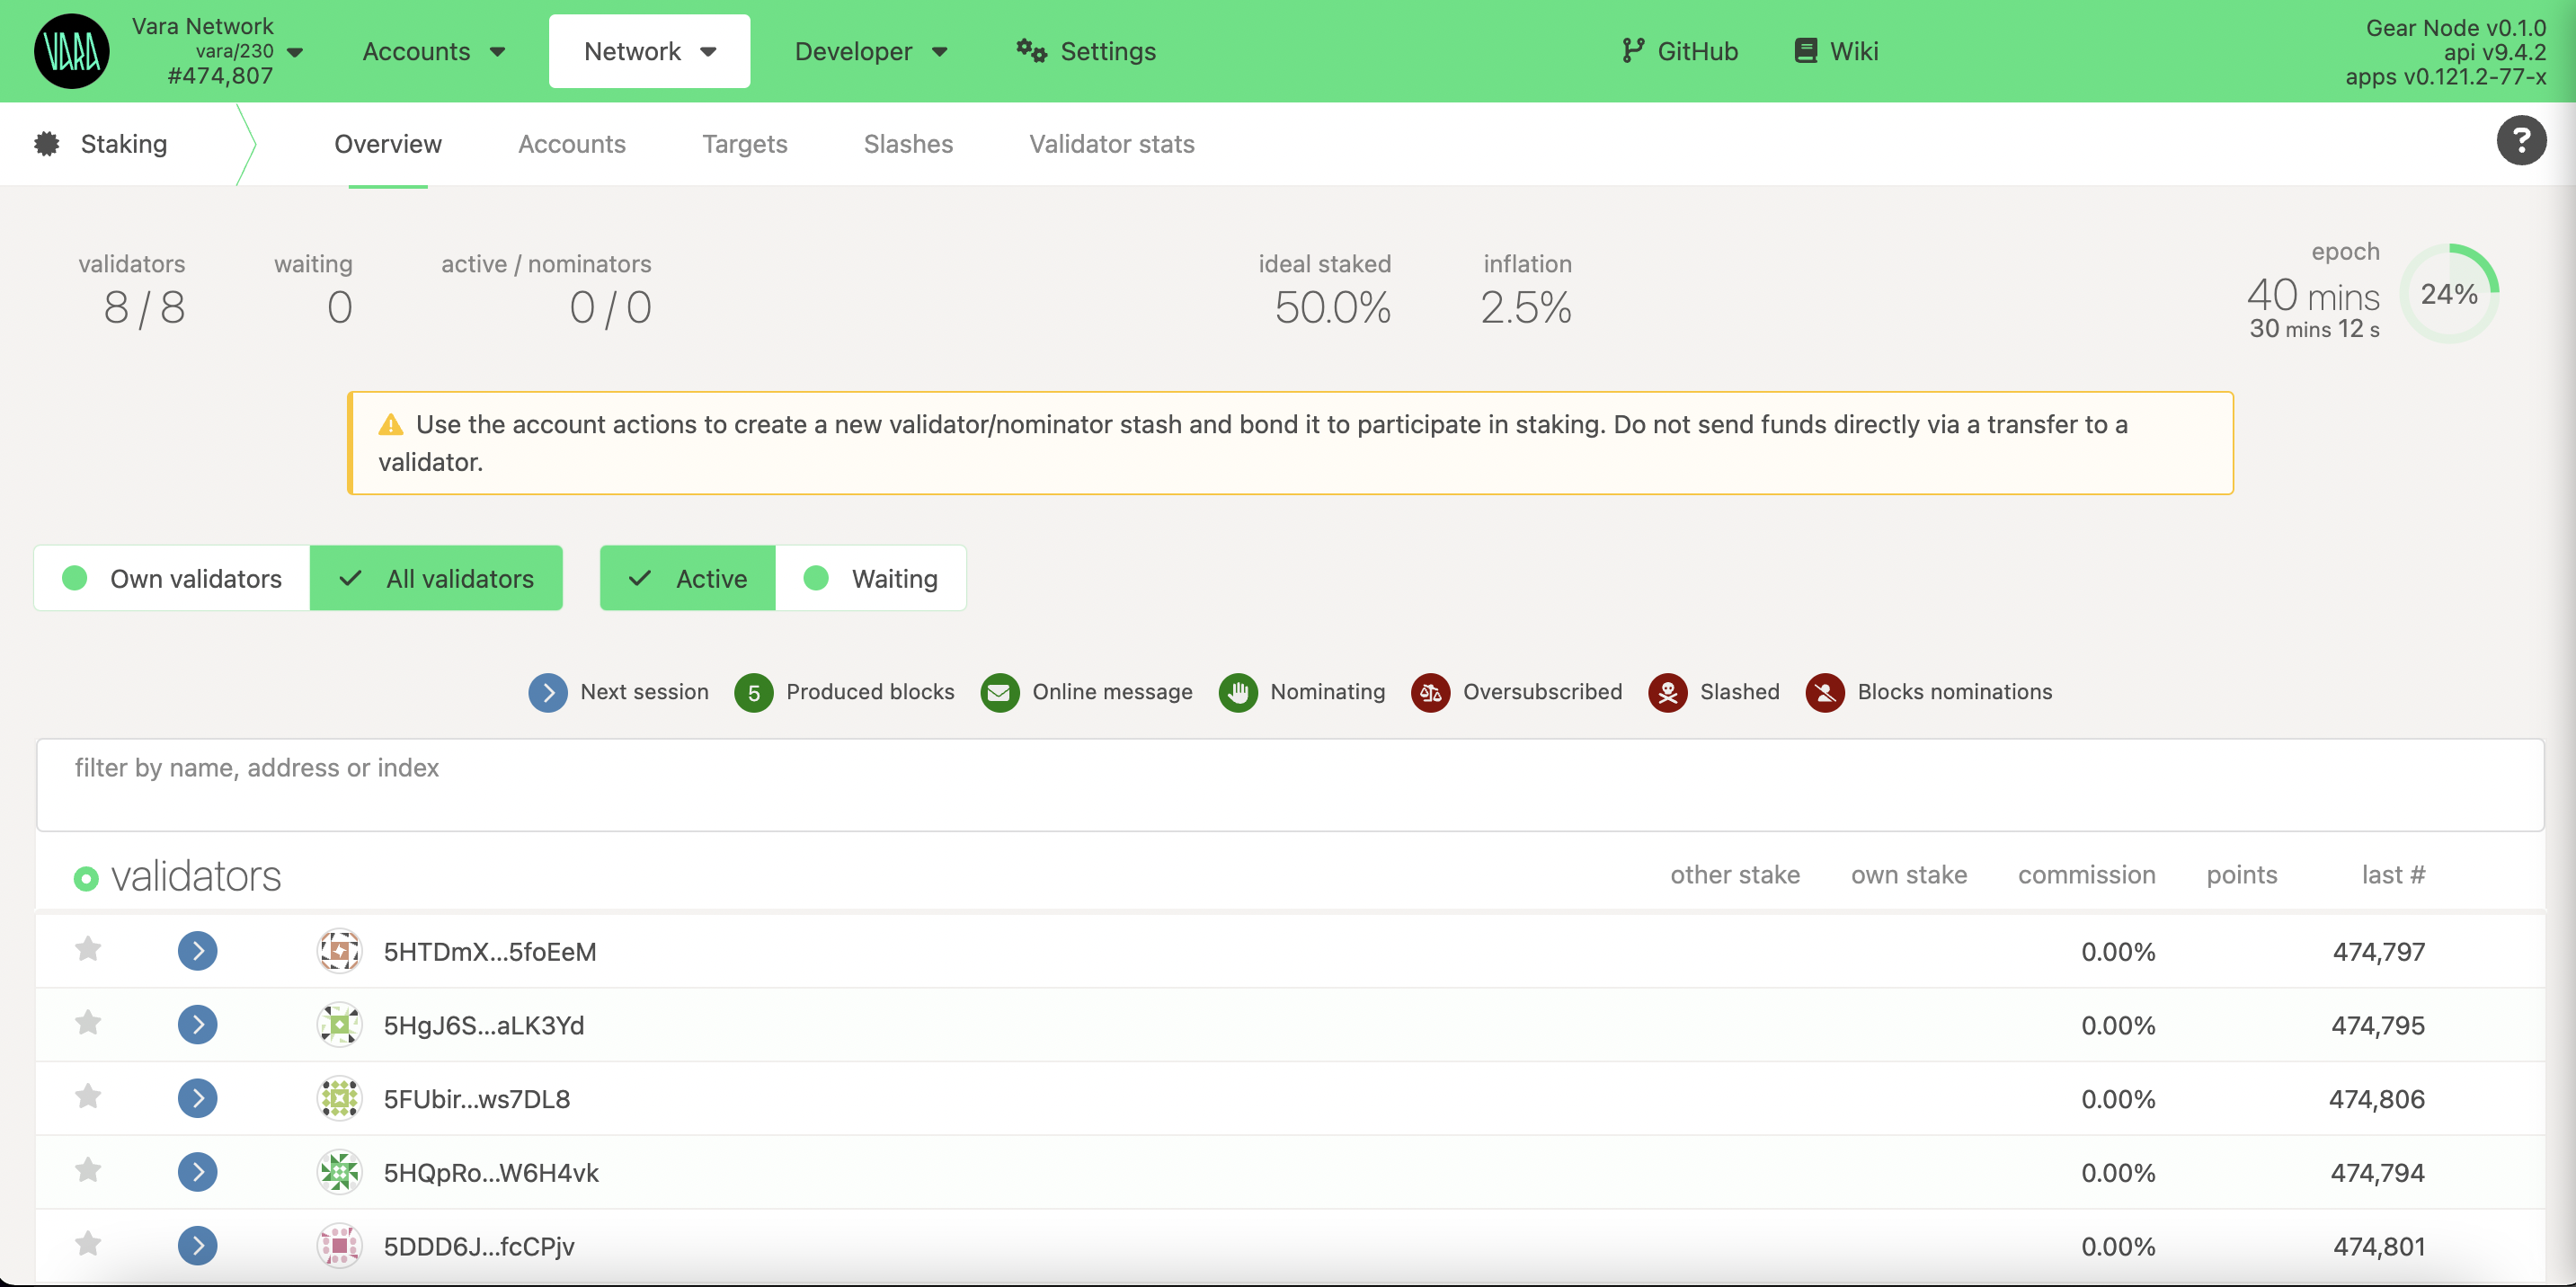 VARA
Vara Network
vara/230
#474,807
Accounts
Network
Developer
Settings
GitHub
Wiki
Gear Node v0.1.0
api v9.4.2
apps v0.121.2-77-x
Staking
Overview
Accounts
Targets
Slashes
Validator stats
?
validators
8 / 8
waiting
0
active / nominators
0 / 0
ideal staked
50.0%
inflation
2.5%
epoch
40 mins
30 mins 12 s
24%
Use the account actions to create a new validator/nominator stash and bond it to participate in staking. Do not send funds directly via a transfer to a
validator.
Own validators
All validators
Active
Waiting
Next session
5 Produced blocks
Online message
Nominating
Oversubscribed
Slashed
Blocks nominations
filter by name, address or index
validators other stake own stake commission points last #
5HTDmX...5foEeM 0.00% 474,797
5HgJ6S...aLK3Yd 0.00% 474,795
5FUbir...ws7DL8 0.00% 474,806
5HQpRo...W6H4vk 0.00% 474,794
5DDD6J...fcCPjv 0.00% 474,801